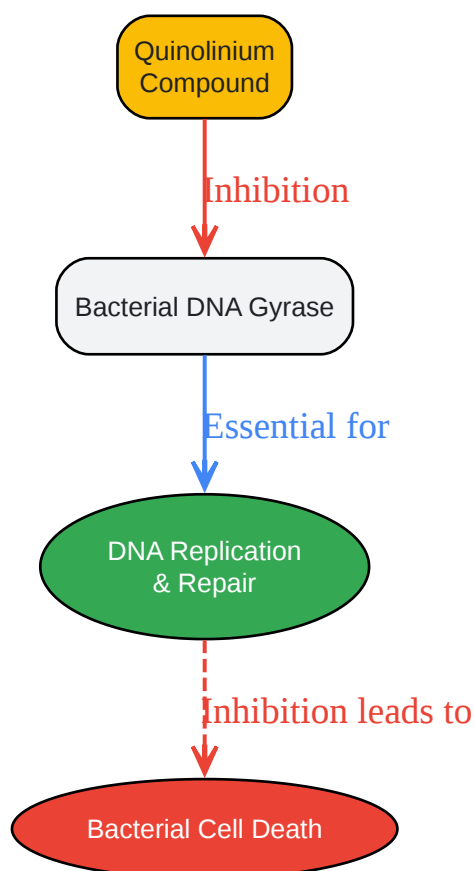 Quinolinium
Compound
Inhibition
Bacterial DNA Gyrase
Essential for
DNA Replication
& Repair
Inhibition leads to
Bacterial Cell Death